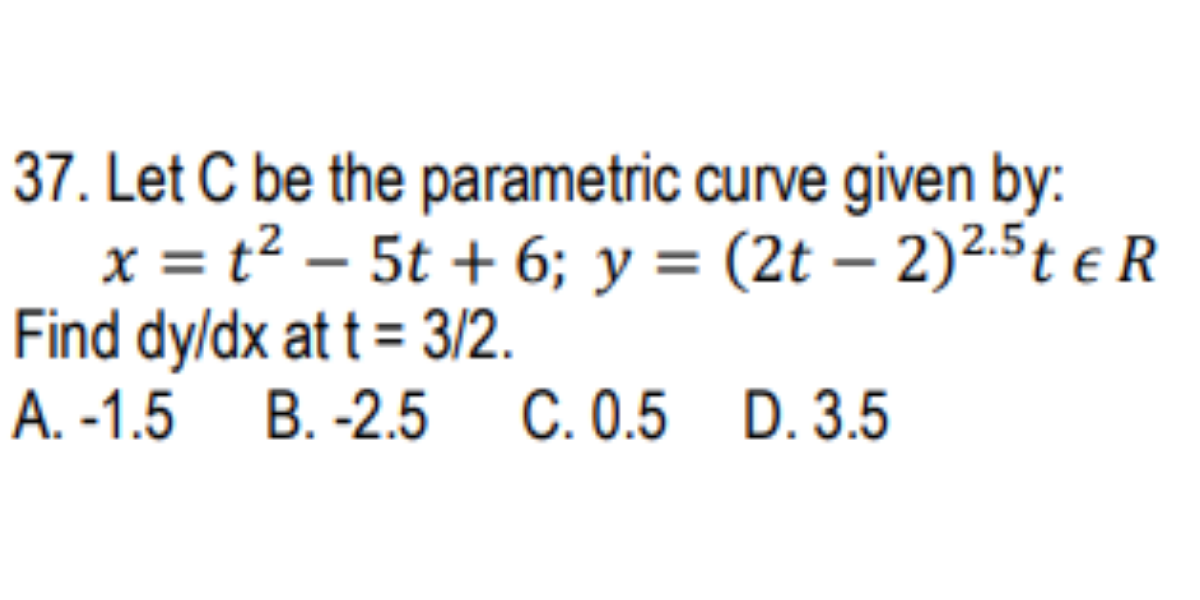 37. Let C be the parametric curve given by:
x = t² − 5t + 6; y = (2t − 2)²·⁵t ϵ R
Find dy/dx at t = 3/2.
A. -1.5 B. -2.5 C. 0.5 D. 3.5